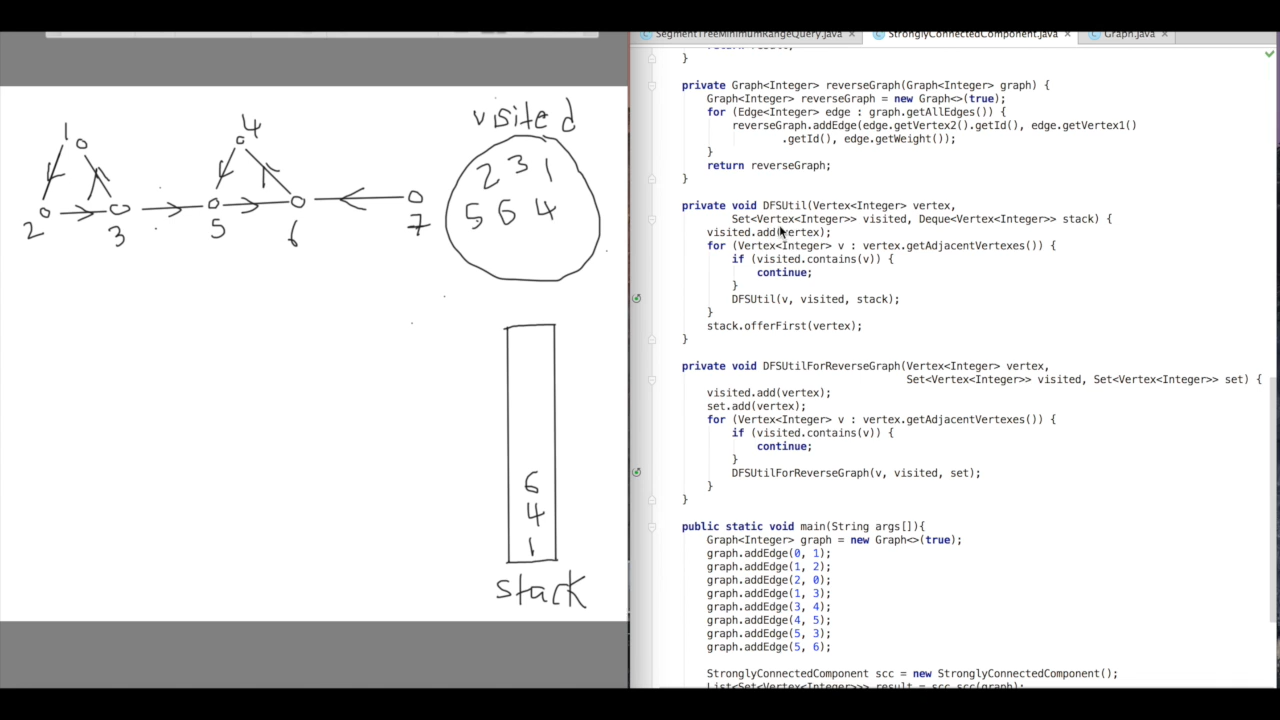 visited
1
4
2 3 1
5 6 4
2
3
5
6
7
6
4
1
stack
SegmentTreeMinimumRangeQuery.java
StronglyConnectedComponent.java
Graph.java
}
private Graph<Integer> reverseGraph(Graph<Integer> graph) {
Graph<Integer> reverseGraph = new Graph<>(true);
for (Edge<Integer> edge : graph.getAllEdges()) {
reverseGraph.addEdge(edge.getVertex2().getId(), edge.getVertex1()
.getId(), edge.getWeight());
}
return reverseGraph;
}
private void DFSUtil(Vertex<Integer> vertex,
Set<Vertex<Integer>> visited, Deque<Vertex<Integer>> stack) {
visited.add(vertex);
for (Vertex<Integer> v : vertex.getAdjacentVertexes()) {
if (visited.contains(v)) {
continue;
}
DFSUtil(v, visited, stack);
}
stack.offerFirst(vertex);
}
private void DFSUtilForReverseGraph(Vertex<Integer> vertex,
Set<Vertex<Integer>> visited, Set<Vertex<Integer>> set) {
visited.add(vertex);
set.add(vertex);
for (Vertex<Integer> v : vertex.getAdjacentVertexes()) {
if (visited.contains(v)) {
continue;
}
DFSUtilForReverseGraph(v, visited, set);
}
}
public static void main(String args[]){
Graph<Integer> graph = new Graph<>(true);
graph.addEdge(0, 1);
graph.addEdge(1, 2);
graph.addEdge(2, 0);
graph.addEdge(1, 3);
graph.addEdge(3, 4);
graph.addEdge(4, 5);
graph.addEdge(5, 3);
graph.addEdge(5, 6);
StronglyConnectedComponent scc = new StronglyConnectedComponent();
List<Set<Vertex<Integer>>> result = scc.scc(graph);